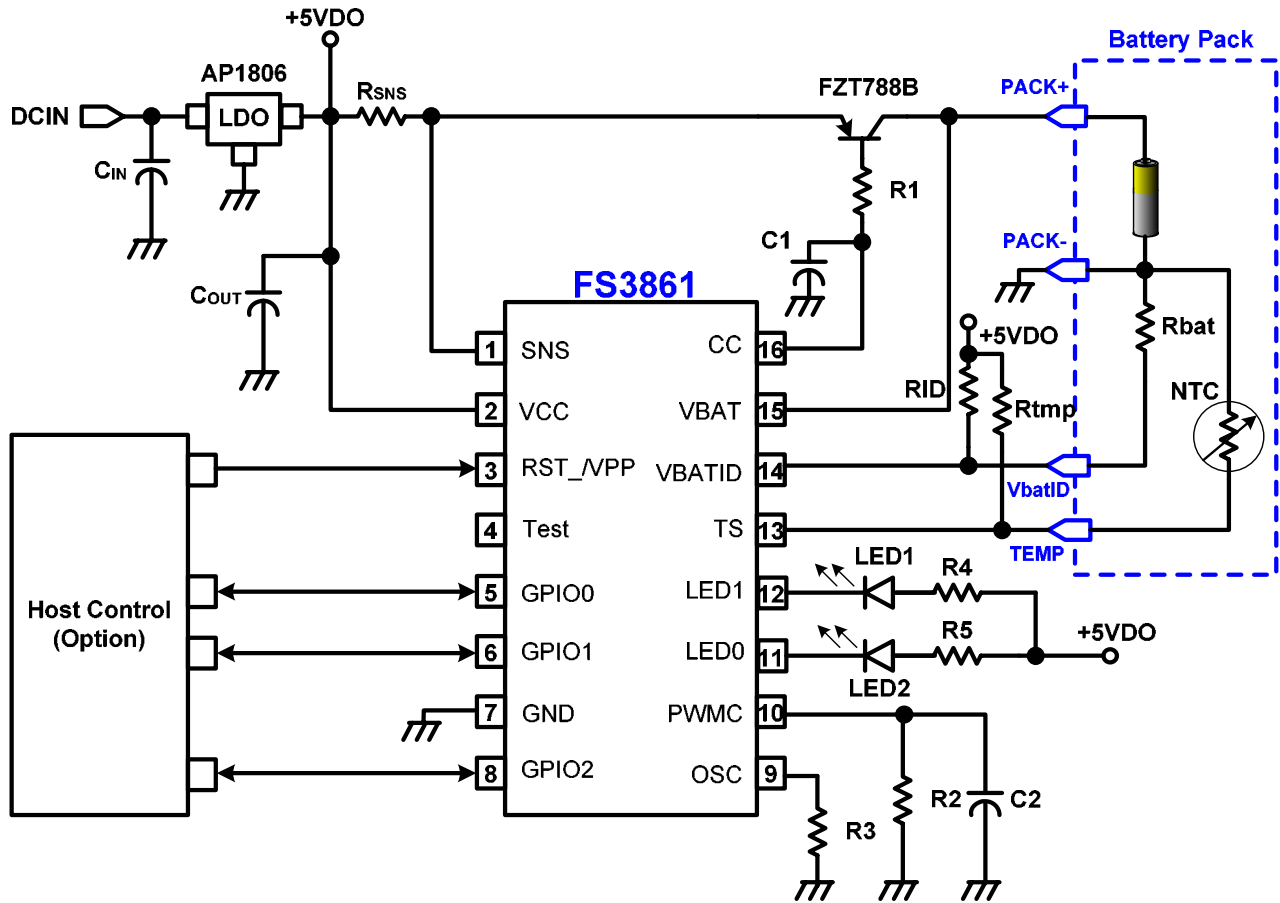 +5VDO
Battery Pack
AP1806
RSNS
FZT788B
PACK+
DCIN
LDO
CIN
R1
C1
PACK-
FS3861
COUT
+5VDO
Rbat
1 SNS
CC 16
RID
Rtmp
NTC
2 VCC
VBAT 15
3 RST_/VPP
VBATID 14
VbatID
4 Test
TS 13
TEMP
LED1
R4
5 GPIO0
LED1 12
Host Control
(Option)
R5
+5VDO
6 GPIO1
LED0 11
LED2
7 GND
PWMC 10
8 GPIO2
OSC 9
R2
C2
R3